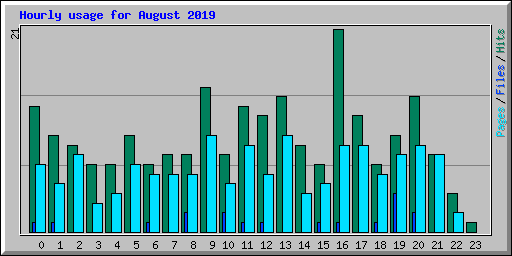 Hourly usage for August 2019
21
Pages / Files / Hits
0 1 2 3 4 5 6 7 8 9 10 11 12 13 14 15 16 17 18 19 20 21 22 23